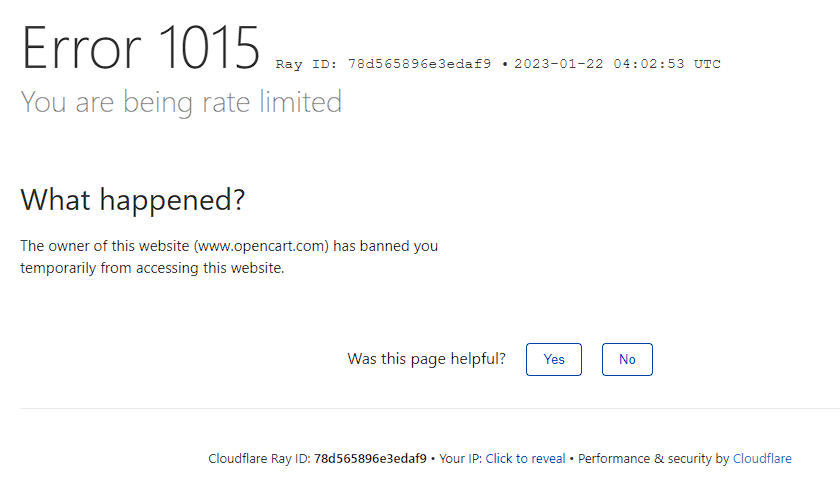 Error 1015 Ray ID: 78d565896e3edaf9 • 2023-01-22 04:02:53 UTC
You are being rate limited
What happened?
The owner of this website (www.opencart.com) has banned you
temporarily from accessing this website.
Was this page helpful? Yes No
Cloudflare Ray ID: 78d565896e3edaf9 • Your IP: Click to reveal • Performance & security by Cloudflare